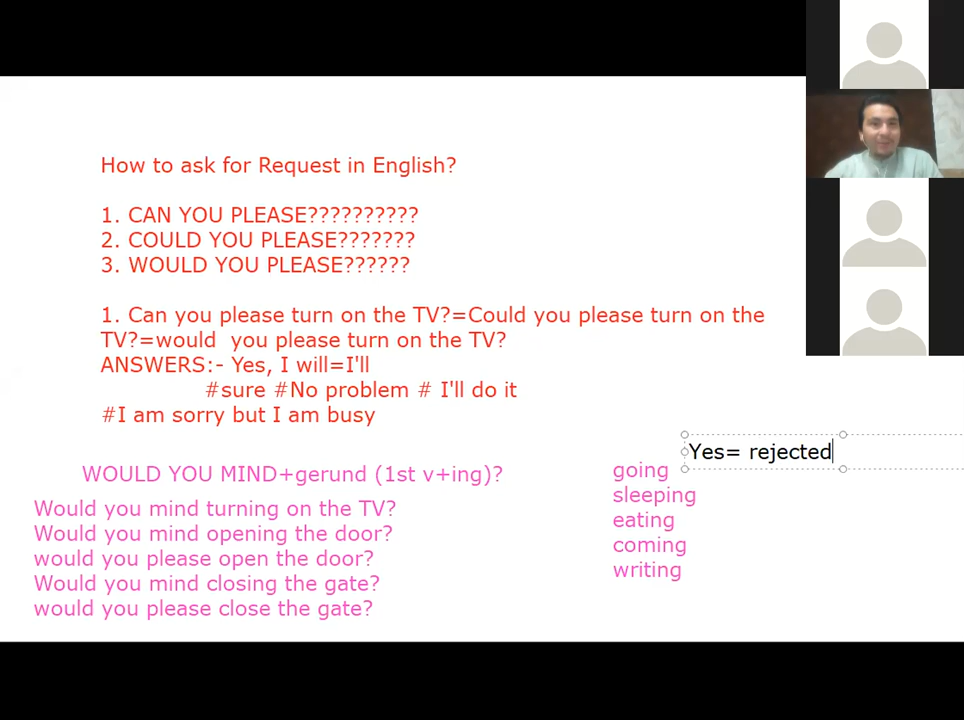 How to ask for Request in English?
1. CAN YOU PLEASE??????????
2. COULD YOU PLEASE???????
3. WOULD YOU PLEASE??????
1. Can you please turn on the TV?=Could you please turn on the
TV?=would  you please turn on the TV?
ANSWERS:- Yes, I will=I'll
#sure #No problem # I'll do it
#I am sorry but I am busy
Yes= rejected
WOULD YOU MIND+gerund (1st v+ing)?
Would you mind turning on the TV?
Would you mind opening the door?
would you please open the door?
Would you mind closing the gate?
would you please close the gate?
going
sleeping
eating
coming
writing